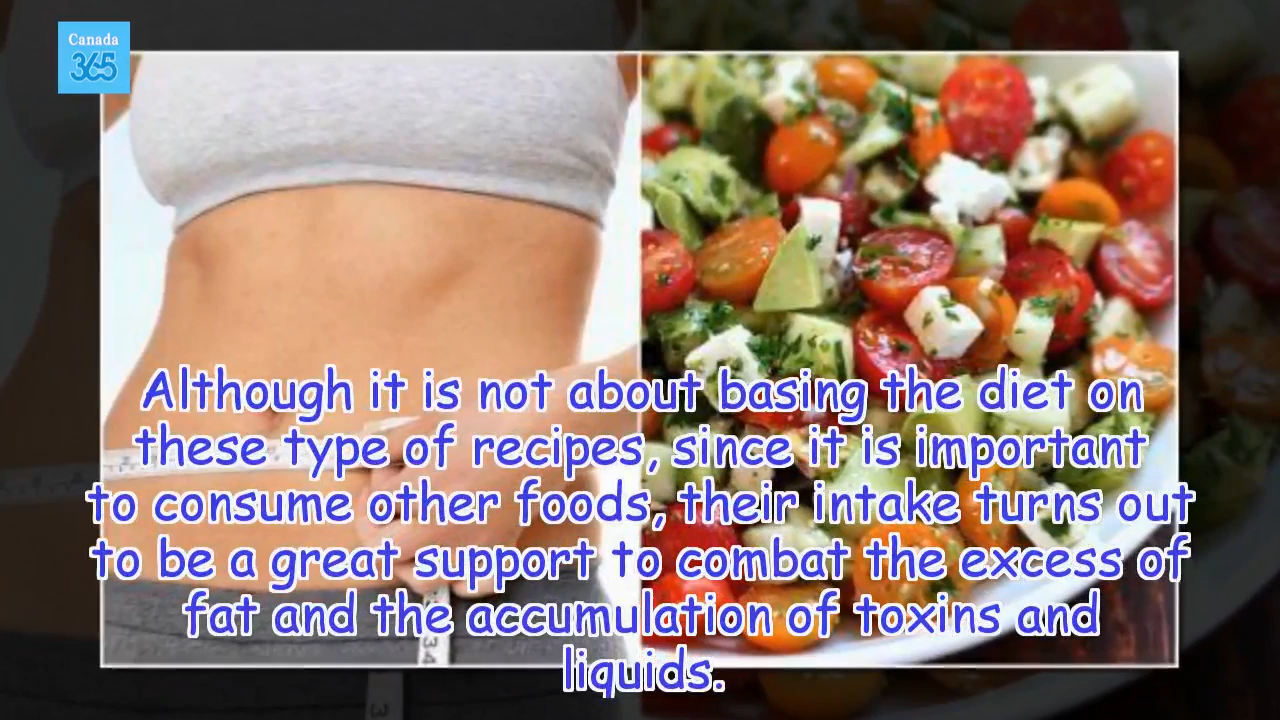 Canada
365
Although it is not about basing the diet on
these type of recipes, since it is important
to consume other foods, their intake turns out
to be a great support to combat the excess of
fat and the accumulation of toxins and
liquids.
34
3